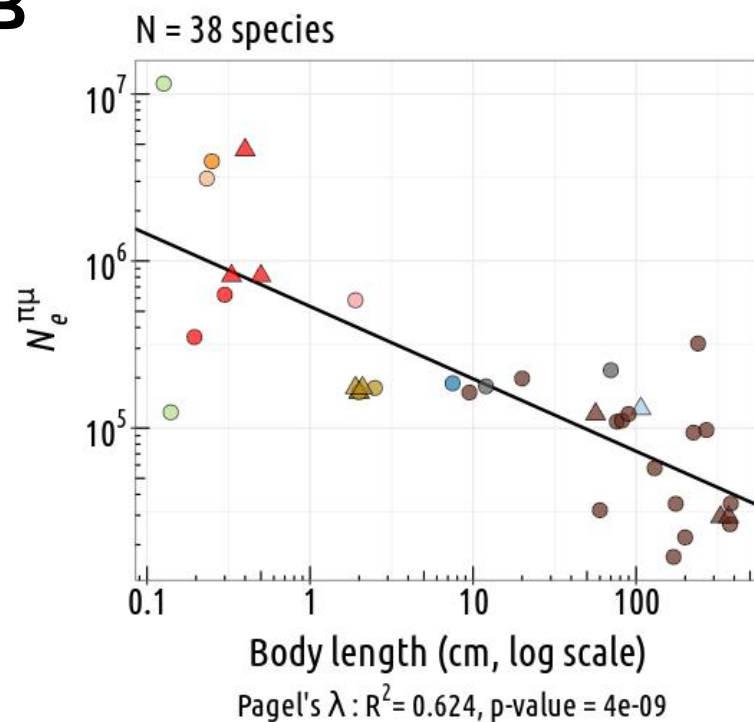 B
N = 38 species
10^7
10^6
10^5
N_e^πμ
0.1 1 10 100
Body length (cm, log scale)
Pagel's λ : R^2= 0.624, p-value = 4e-09